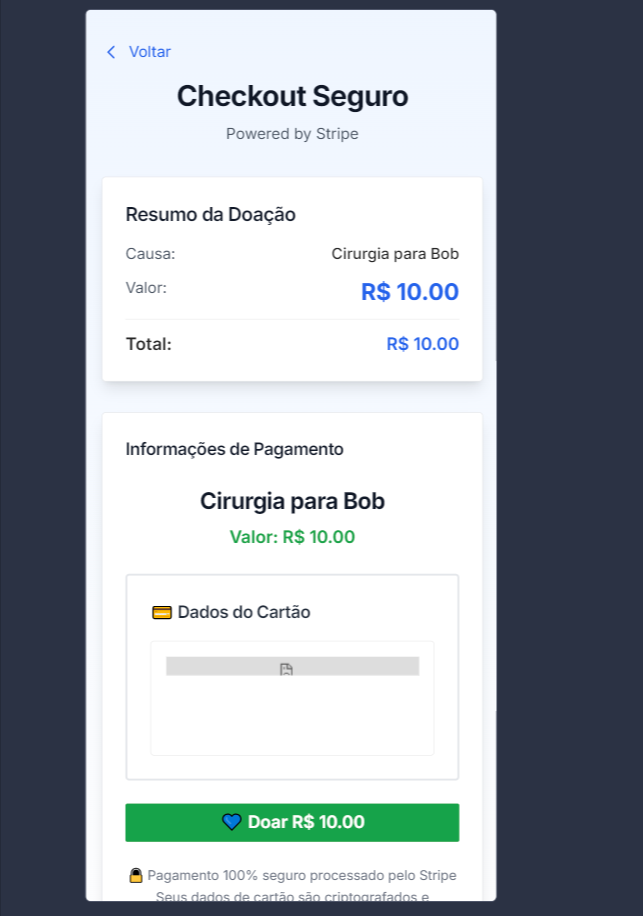 Voltar
Checkout Seguro
Powered by Stripe
Resumo da Doação
Causa: Cirurgia para Bob
Valor: R$ 10.00
Total: R$ 10.00
Informações de Pagamento
Cirurgia para Bob
Valor: R$ 10.00
💳 Dados do Cartão
💙 Doar R$ 10.00
🔒 Pagamento 100% seguro processado pelo Stripe
Seus dados de cartão são criptografados e